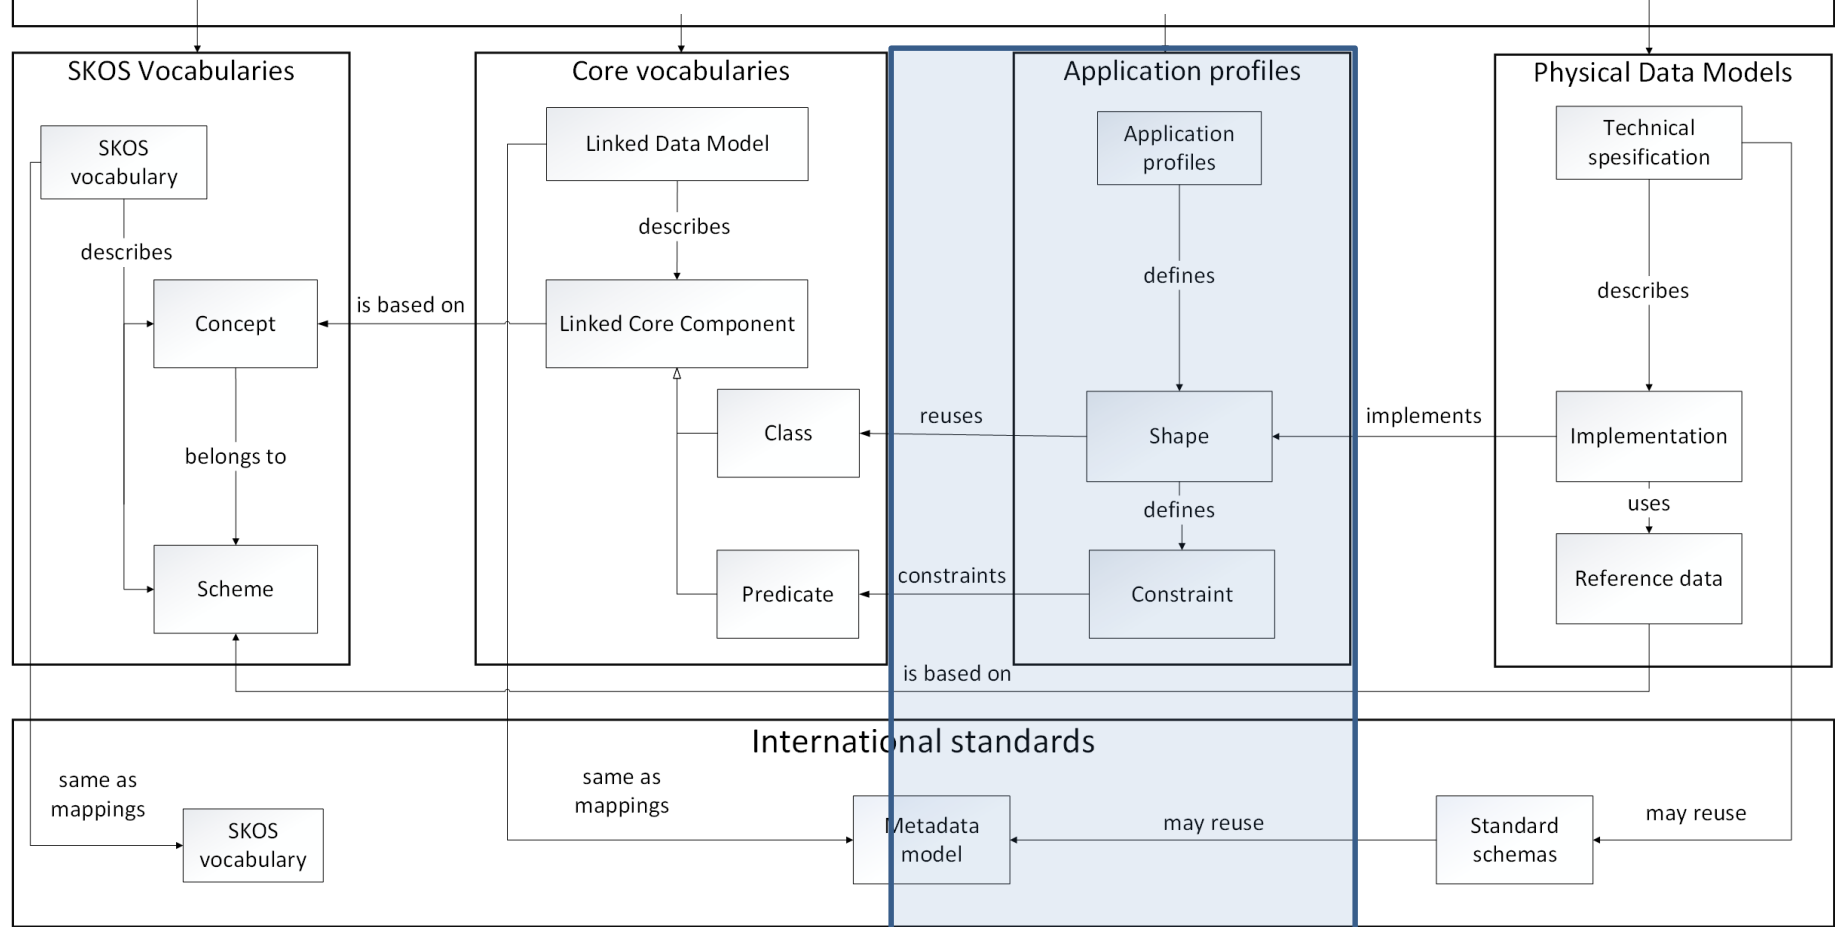 SKOS Vocabularies
SKOS
vocabulary
describes
Concept
belongs to
Scheme
is based on
Core vocabularies
Linked Data Model
describes
Linked Core Component
Class
Predicate
reuses
constraints
Application profiles
Application
profiles
defines
Shape
defines
Constraint
implements
Physical Data Models
Technical
spesification
describes
Implementation
uses
Reference data
is based on
International standards
same as
mappings
SKOS
vocabulary
same as
mappings
Metadata
model
may reuse
Standard
schemas
may reuse